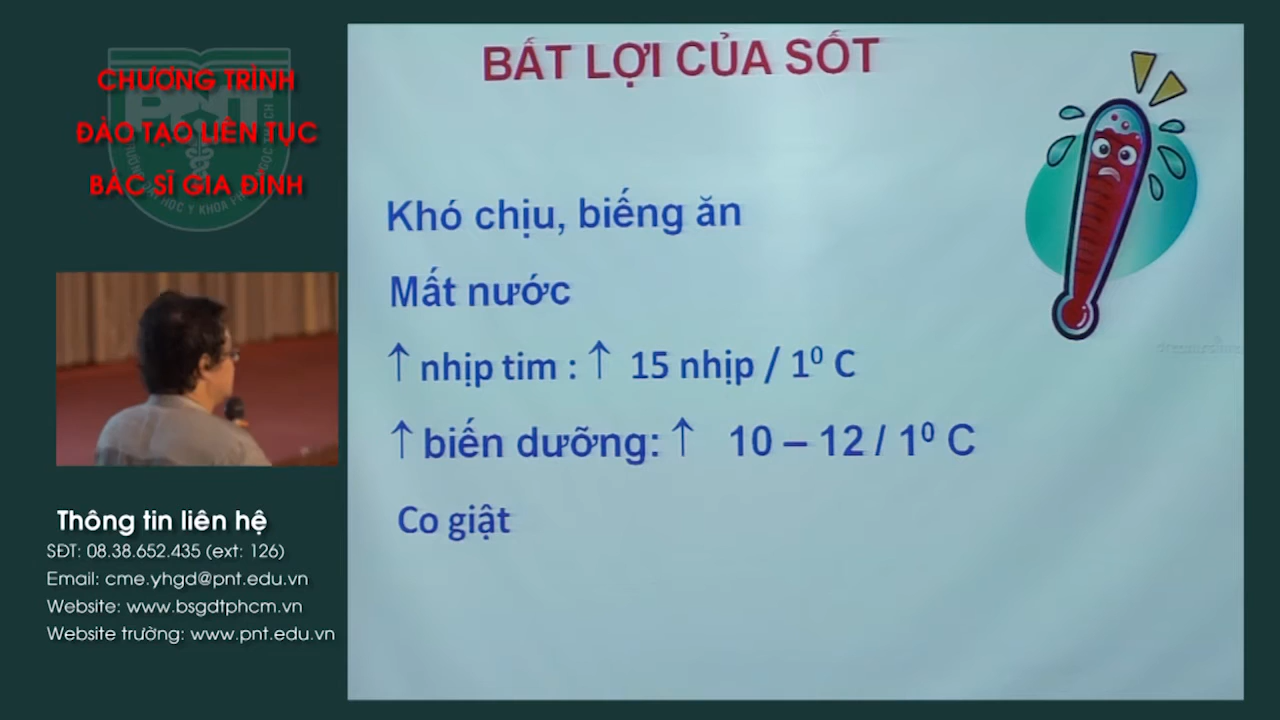 CHƯƠNG TRÌNH
ĐÀO TẠO LIÊN TỤC
BÁC SĨ GIA ĐÌNH
PNT
Thông tin liên hệ
SĐT: 08.38.652.435 (ext: 126)
Email: cme.yhgd@pnt.edu.vn
Website: www.bsgdtphcm.vn
Website trường: www.pnt.edu.vn
BẤT LỢI CỦA SỐT
Khó chịu, biếng ăn
Mất nước
↑ nhịp tim : ↑ 15 nhịp / 1⁰ C
↑ biến dưỡng: ↑ 10 – 12 / 1⁰ C
Co giật